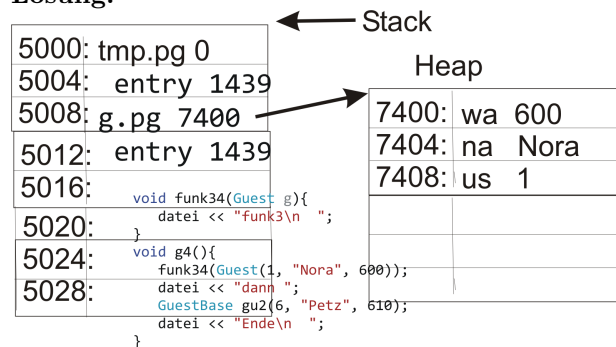 Lösung:
Stack
5000: tmp.pg 0
5004: entry 1439
5008: g.pg 7400
5012: entry 1439
5016:
5020:
5024:
5028:
Heap
7400: wa 600
7404: na Nora
7408: us 1
void funk34(Guest g){
datei << "funk3\n ";
}
void g4(){
funk34(Guest(1, "Nora", 600));
datei << "dann ";
GuestBase gu2(6, "Petz", 610);
datei << "Ende\n ";
}